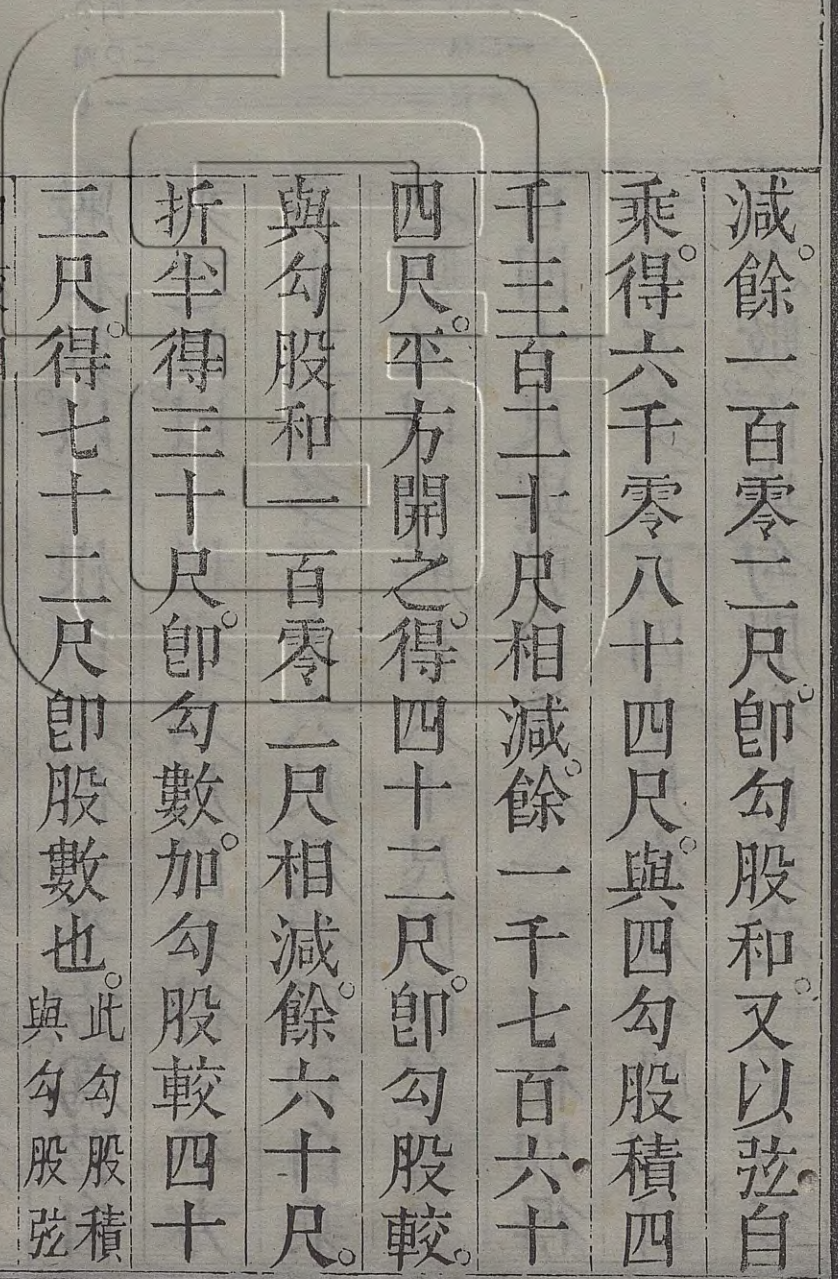 減。餘一百零二尺。卽勾股和。又以弦自
乘。得六千零八十四尺。與四勾股積四
千三百二十尺相減。餘一千七百六十
四尺。平方開之。得四十二尺。卽勾股較。
與勾股和一百零二尺相減。餘六十尺。
折半得三十尺。卽勾數。加勾股較四十
二尺。得七十二尺卽股數也。此勾股積
與勾股弦